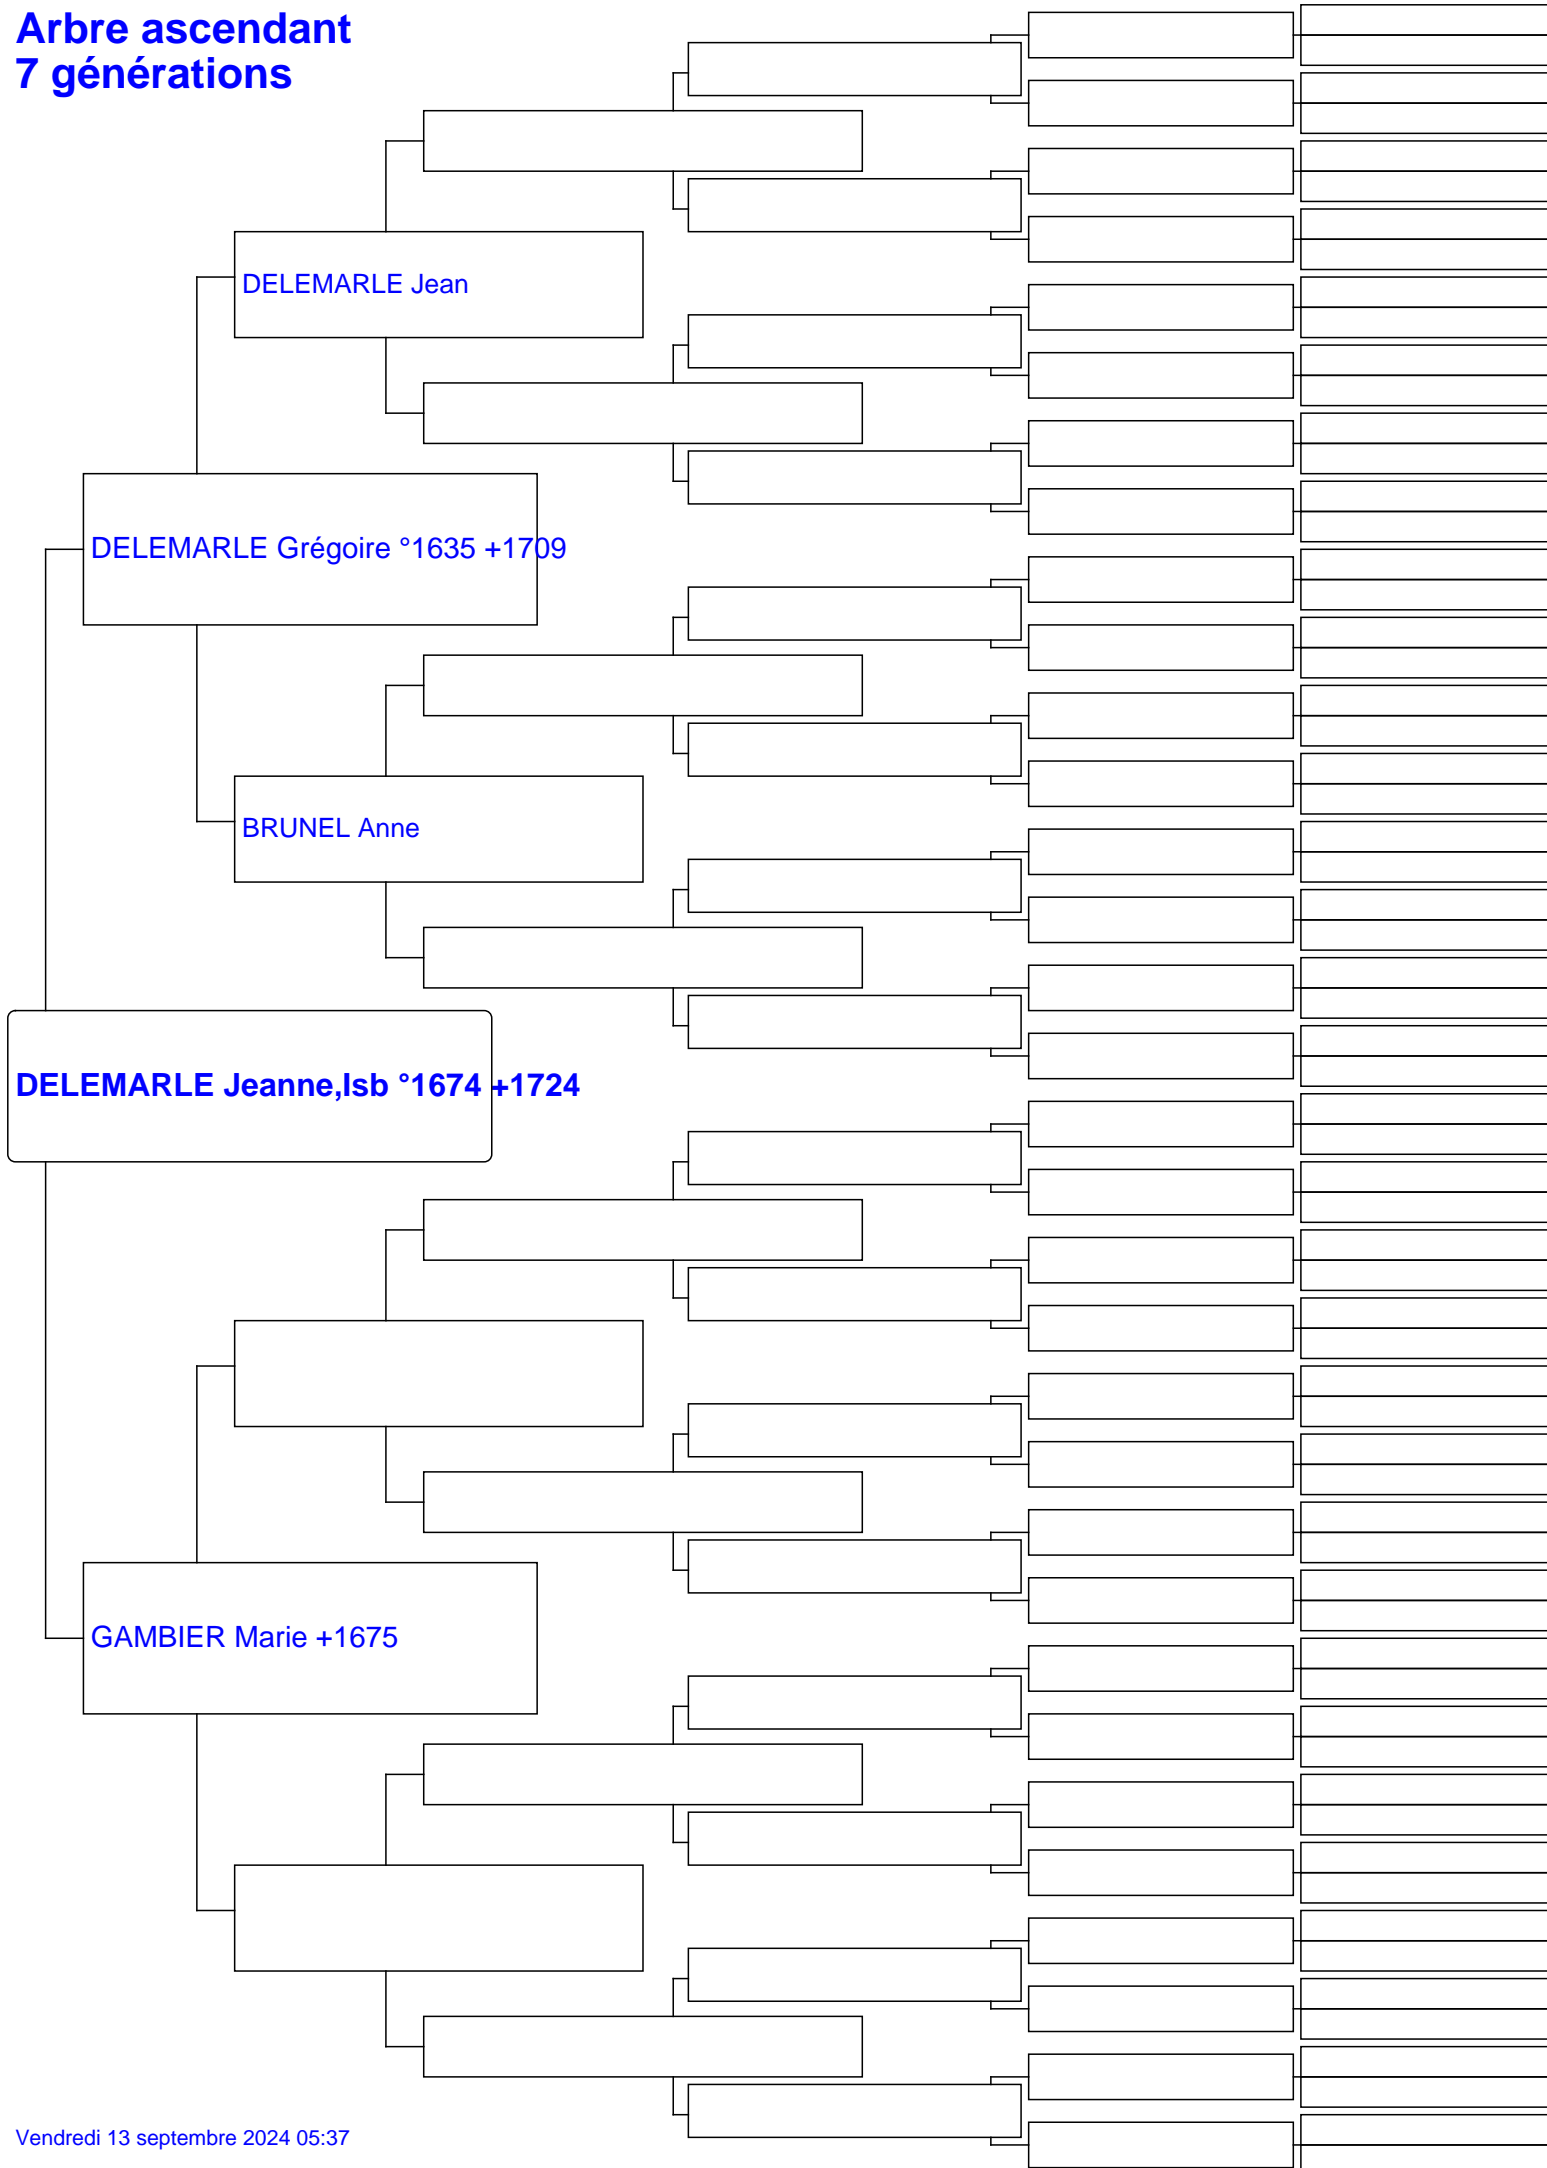 Arbre ascendant
7 générations
DELEMARLE Jean
DELEMARLE Grégoire °1635 +1709
BRUNEL Anne
DELEMARLE Jeanne,Isb °1674 +1724
GAMBIER Marie +1675
Vendredi 13 septembre 2024 05:37